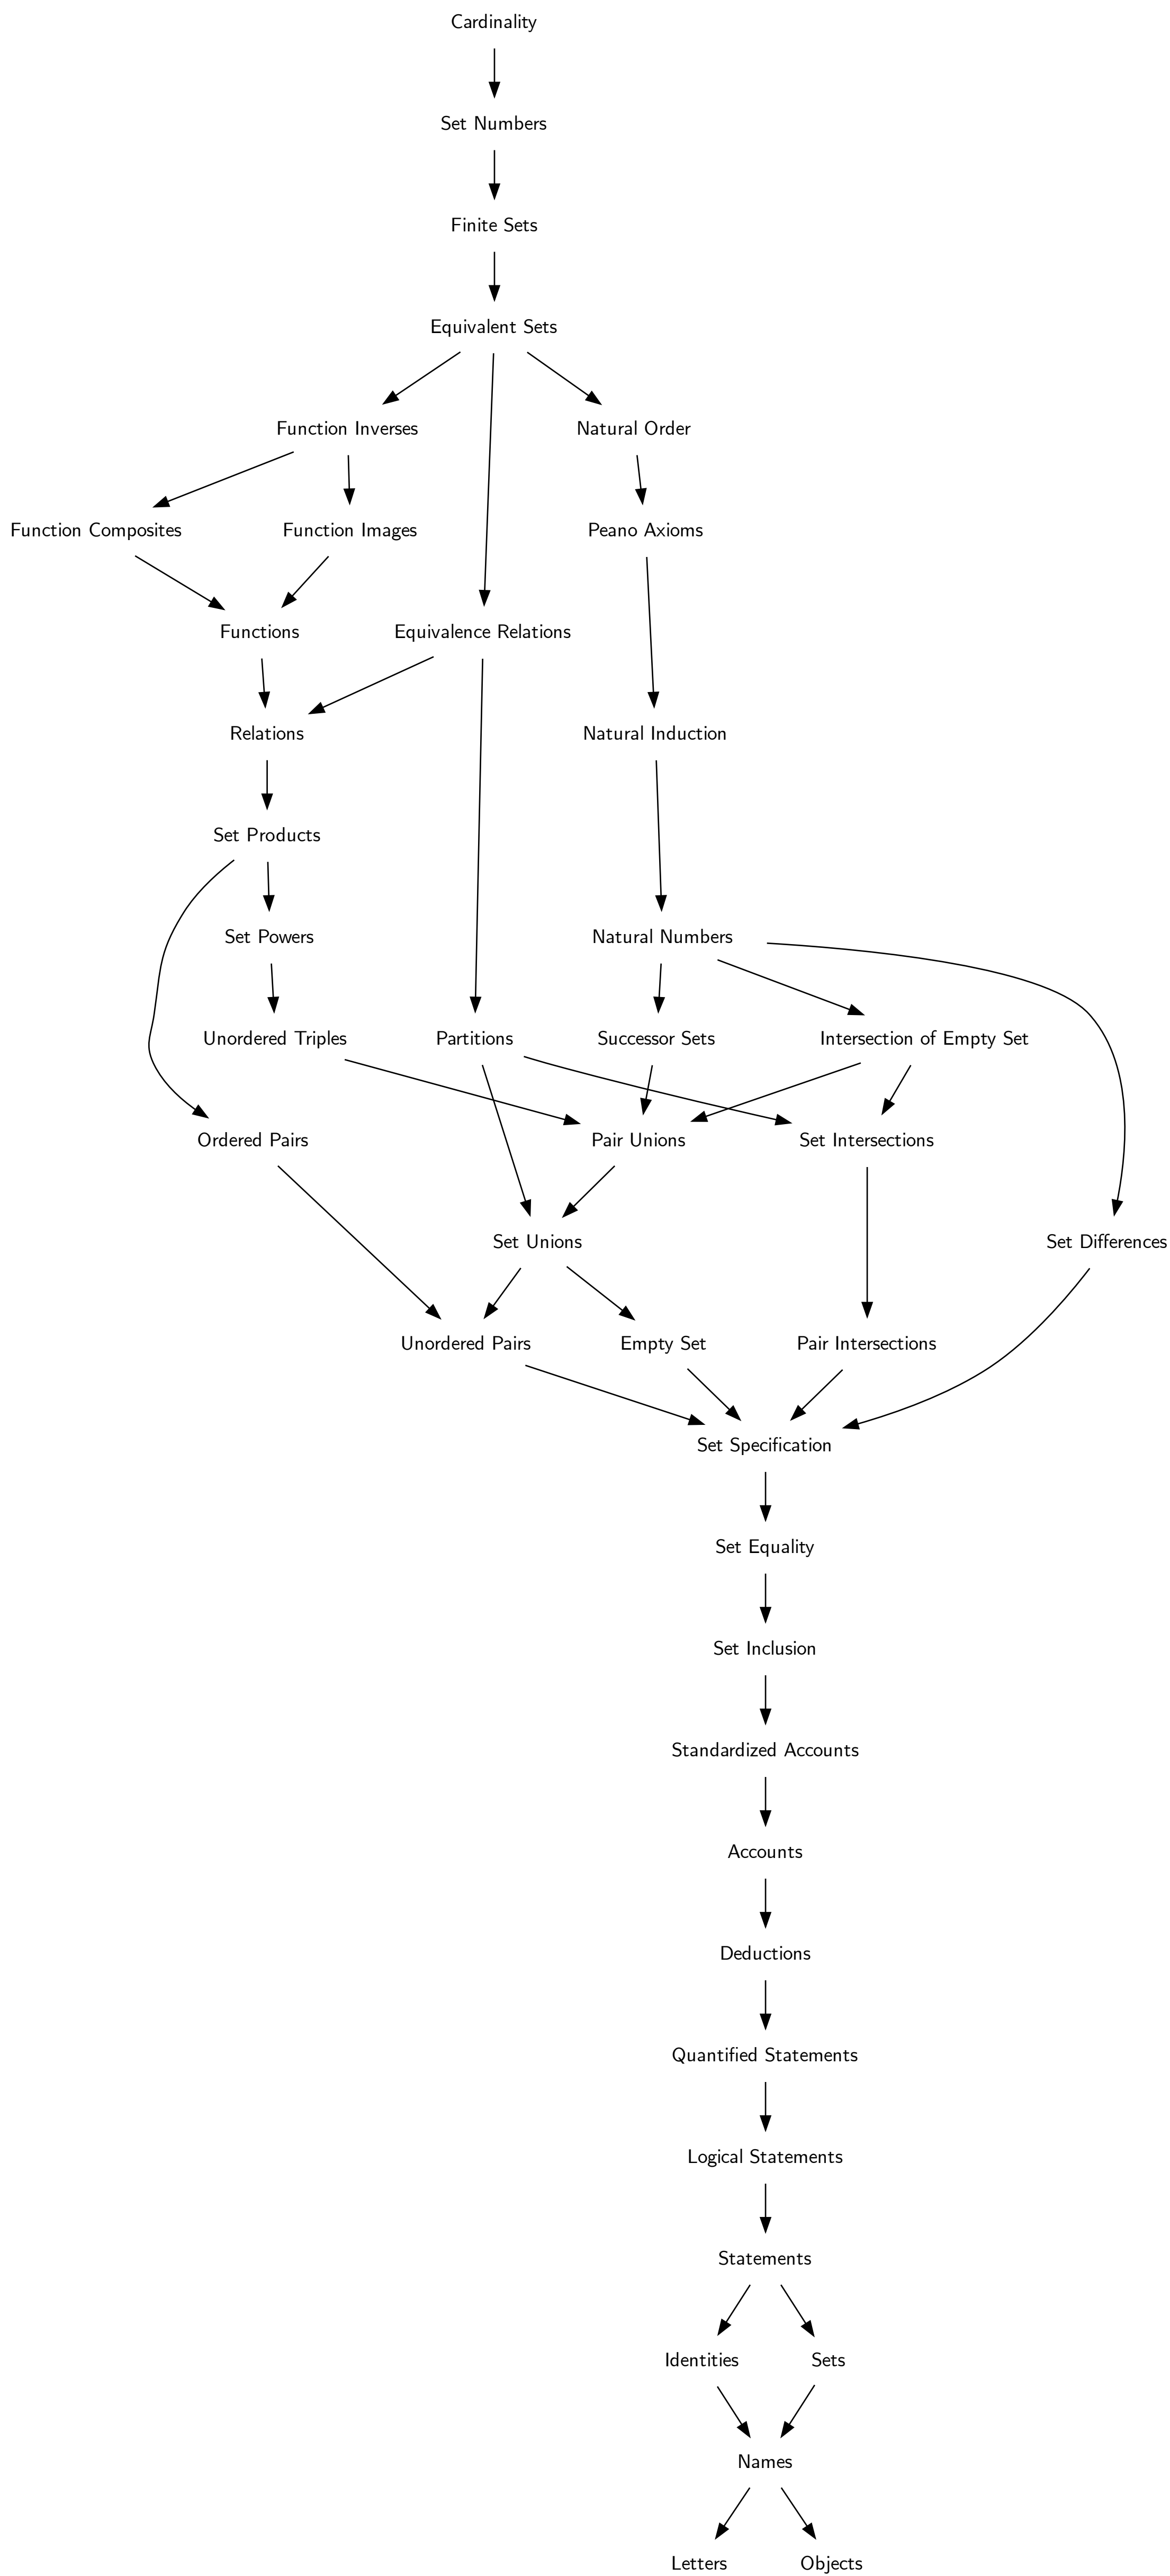 Cardinality
Set Numbers
Finite Sets
Equivalent Sets
Function Inverses
Natural Order
Function Composites
Function Images
Peano Axioms
Functions
Equivalence Relations
Relations
Natural Induction
Set Products
Set Powers
Natural Numbers
Unordered Triples
Partitions
Successor Sets
Intersection of Empty Set
Ordered Pairs
Pair Unions
Set Intersections
Set Unions
Set Differences
Unordered Pairs
Empty Set
Pair Intersections
Set Specification
Set Equality
Set Inclusion
Standardized Accounts
Accounts
Deductions
Quantified Statements
Logical Statements
Statements
Identities
Sets
Names
Letters
Objects